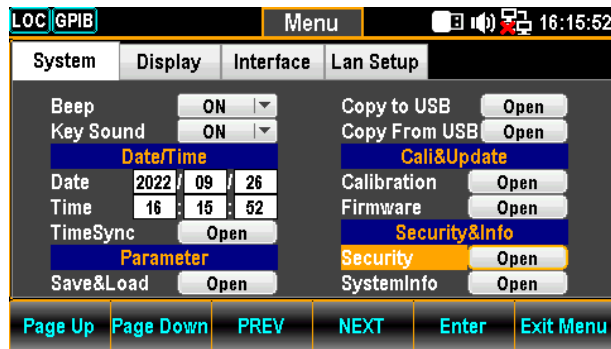 LOC GPIB Menu 16:15:52
System Display Interface Lan Setup
Beep ON Copy to USB Open
Key Sound ON Copy From USB Open
Date/Time Cali&Update
Date 2022 / 09 / 26 Calibration Open
Time 16 : 15 : 52 Firmware Open
TimeSync Open Security&Info
Parameter Security Open
Save&Load Open SystemInfo Open
Page Up Page Down PREV NEXT Enter Exit Menu